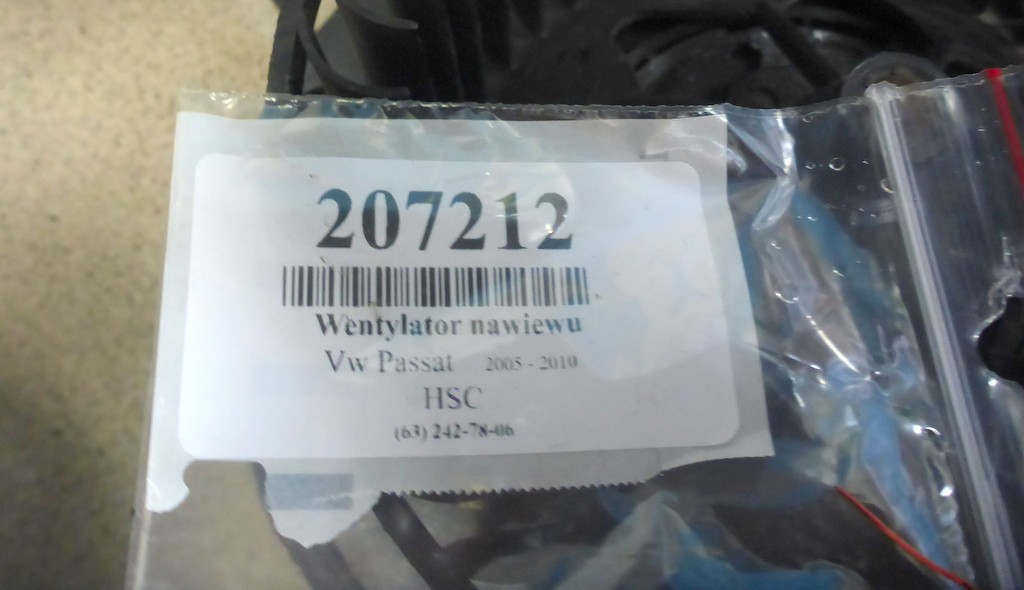 207212
Wentylator nawiewu
Vw Passat 2005 - 2010
HSC
(63) 242-78-06